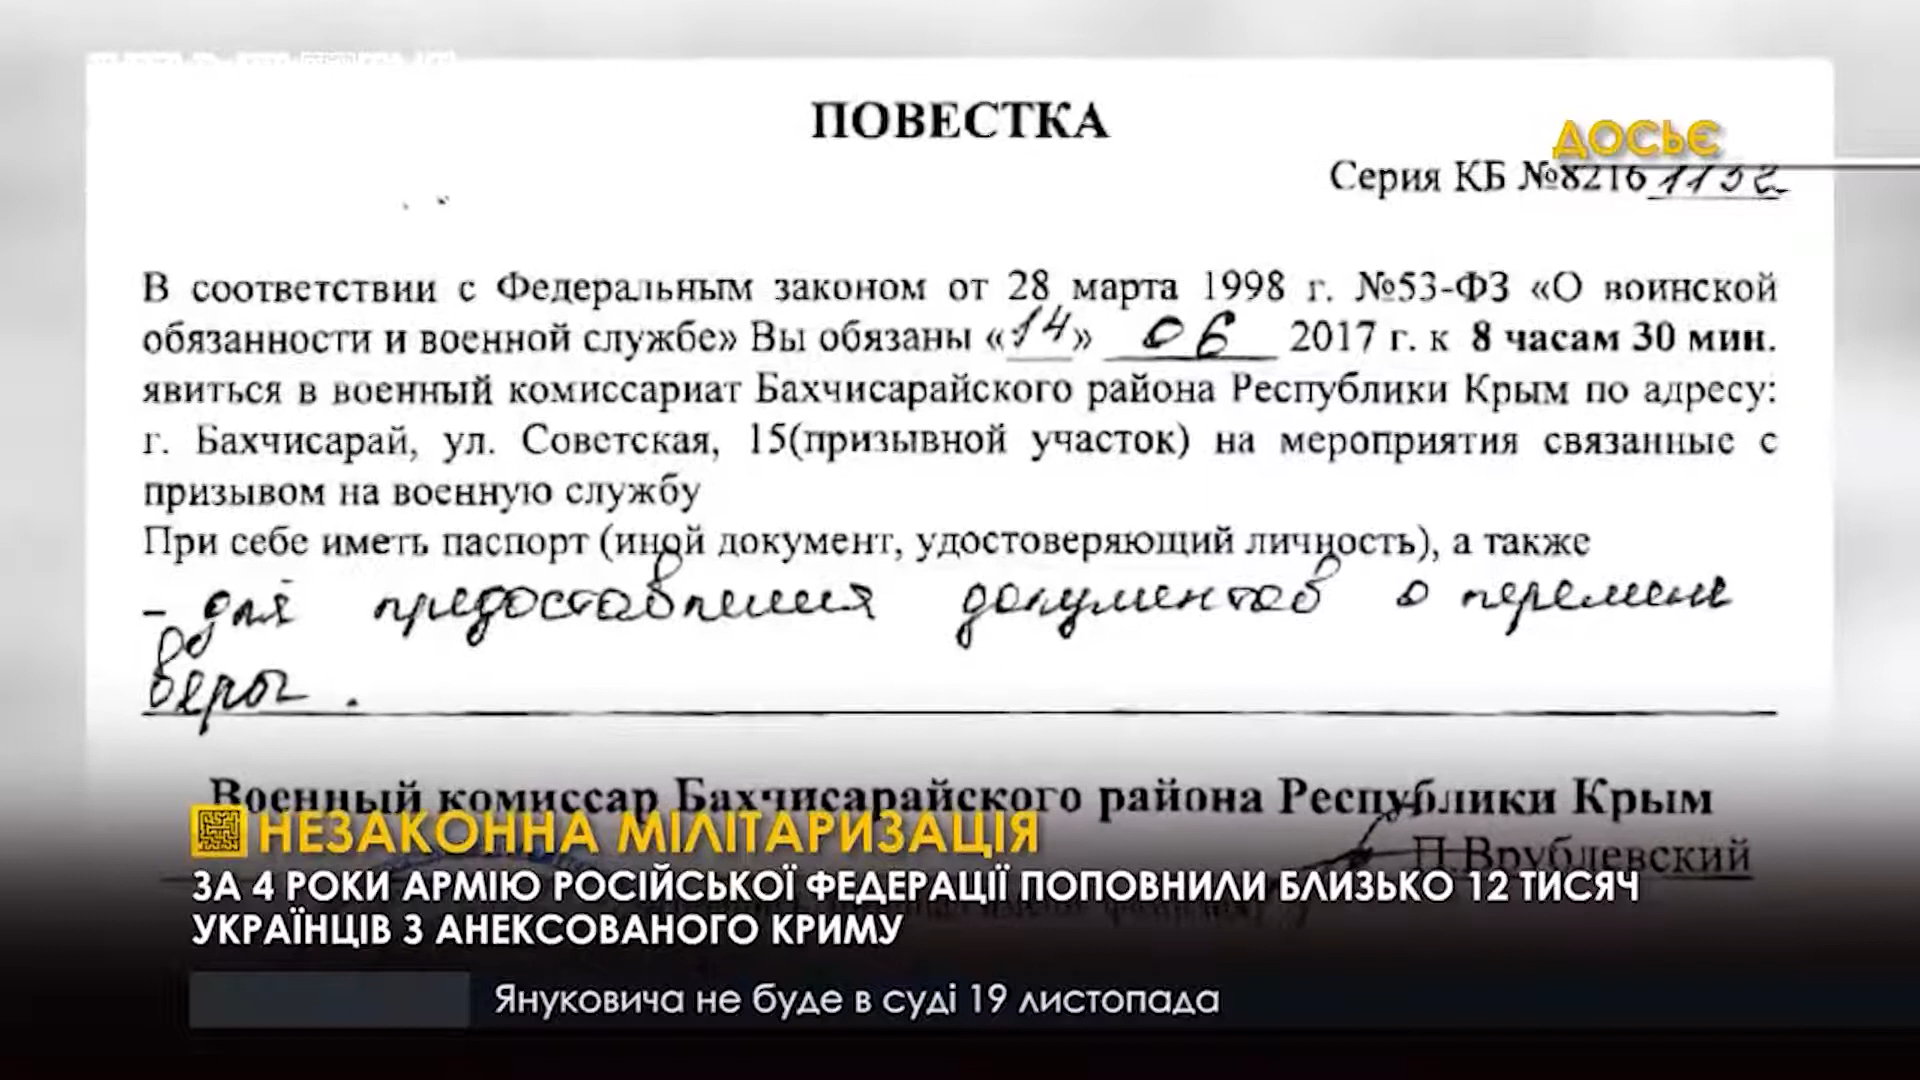 ПОВЕСТКА
ДОСЬЄ
Серия КБ №8216 1132
В соответствии с Федеральным законом от 28 марта 1998 г. №53-ФЗ «О воинской
обязанности и военной службе» Вы обязаны «14» 06 2017 г. к 8 часам 30 мин.
явиться в военный комиссариат Бахчисарайского района Республики Крым по адресу:
г. Бахчисарай, ул. Советская, 15(призывной участок) на мероприятия связанные с
призывом на военную службу
При себе иметь паспорт (иной документ, удостоверяющий личность), а также
- для предоставления документов о перемене
веры.
Военный комиссар Бахчисарайского района Республики Крым
П.Врублевский
НЕЗАКОННА МІЛІТАРИЗАЦІЯ
ЗА 4 РОКИ АРМІЮ РОСІЙСЬКОЇ ФЕДЕРАЦІЇ ПОПОВНИЛИ БЛИЗЬКО 12 ТИСЯЧ
УКРАЇНЦІВ З АНЕКСОВАНОГО КРИМУ
Януковича не буде в суді 19 листопада